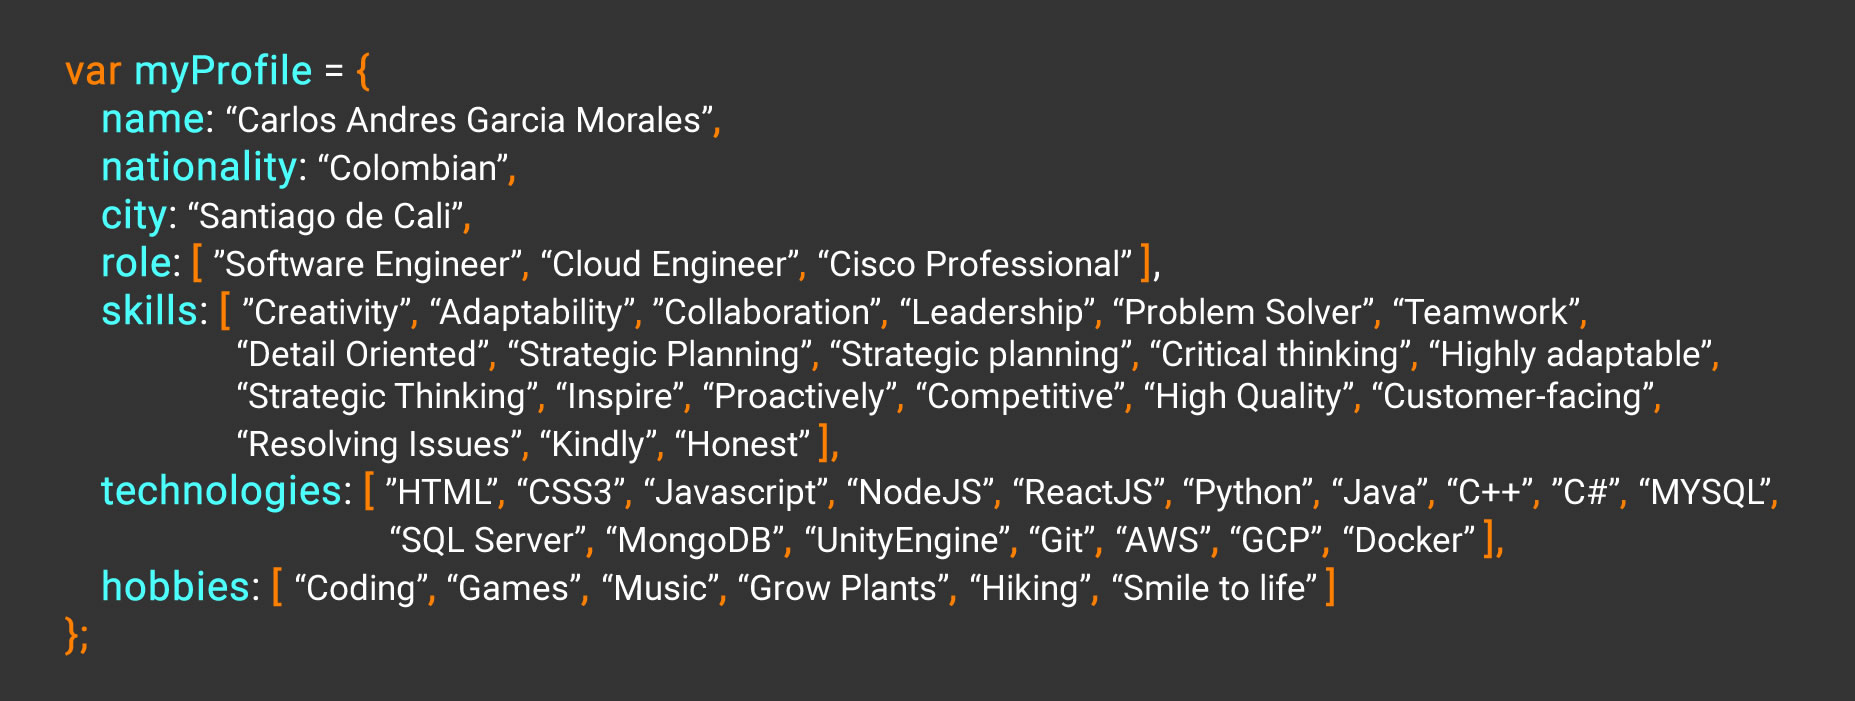 var myProfile = {
name: “Carlos Andres Garcia Morales”,
nationality: “Colombian”,
city: “Santiago de Cali”,
role: [ ”Software Engineer”, “Cloud Engineer”, “Cisco Professional” ],
skills: [ ”Creativity”, “Adaptability”, ”Collaboration”, “Leadership”, “Problem Solver”, “Teamwork”,
“Detail Oriented”, “Strategic Planning”, “Strategic planning”, “Critical thinking”, “Highly adaptable”,
“Strategic Thinking”, “Inspire”, “Proactively”, “Competitive”, “High Quality”, “Customer-facing”,
“Resolving Issues”, “Kindly”, “Honest” ],
technologies: [ ”HTML”, “CSS3”, “Javascript”, “NodeJS”, “ReactJS”, “Python”, “Java”, “C++”, ”C#”, “MYSQL”,
“SQL Server”, “MongoDB”, “UnityEngine”, “Git”, “AWS”, “GCP”, “Docker” ],
hobbies: [ “Coding”, “Games”, “Music”, “Grow Plants”, “Hiking”, “Smile to life” ]
};